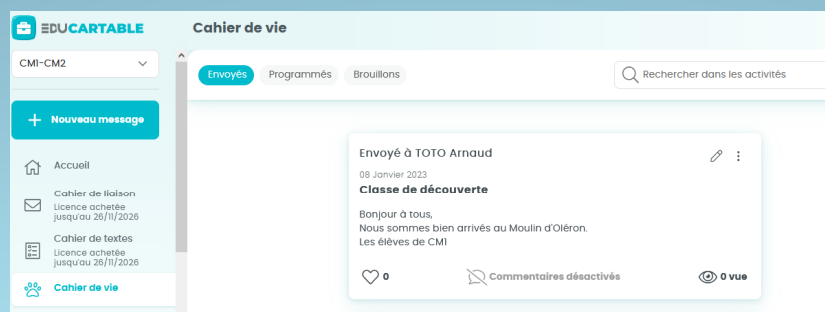 EDUCARTABLE
Cahier de vie
CM1-CM2
Envoyés
Programmés
Brouillons
Rechercher dans les activités
Nouveau message
Accueil
Cahier de liaison
Licence achetée
jusqu'au 26/11/2026
Cahier de textes
Licence achetée
jusqu'au 26/11/2026
Cahier de vie
Envoyé à TOTO Arnaud
08 Janvier 2023
Classe de découverte
Bonjour à tous,
Nous sommes bien arrivés au Moulin d'Oléron.
Les élèves de CM1
0
Commentaires désactivés
0 vue